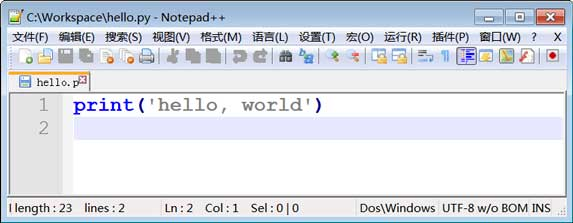 C:\Workspace\hello.py - Notepad++
文件(F) 编辑(E) 搜索(S) 视图(V) 格式(M) 语言(L) 设置(T) 宏(O) 运行(R) 插件(P) 窗口(W) ? X
hello.p
1 print('hello, world')
2
l length : 23 lines : 2 Ln : 2 Col : 1 Sel : 0 | 0 Dos\Windows UTF-8 w/o BOM INS